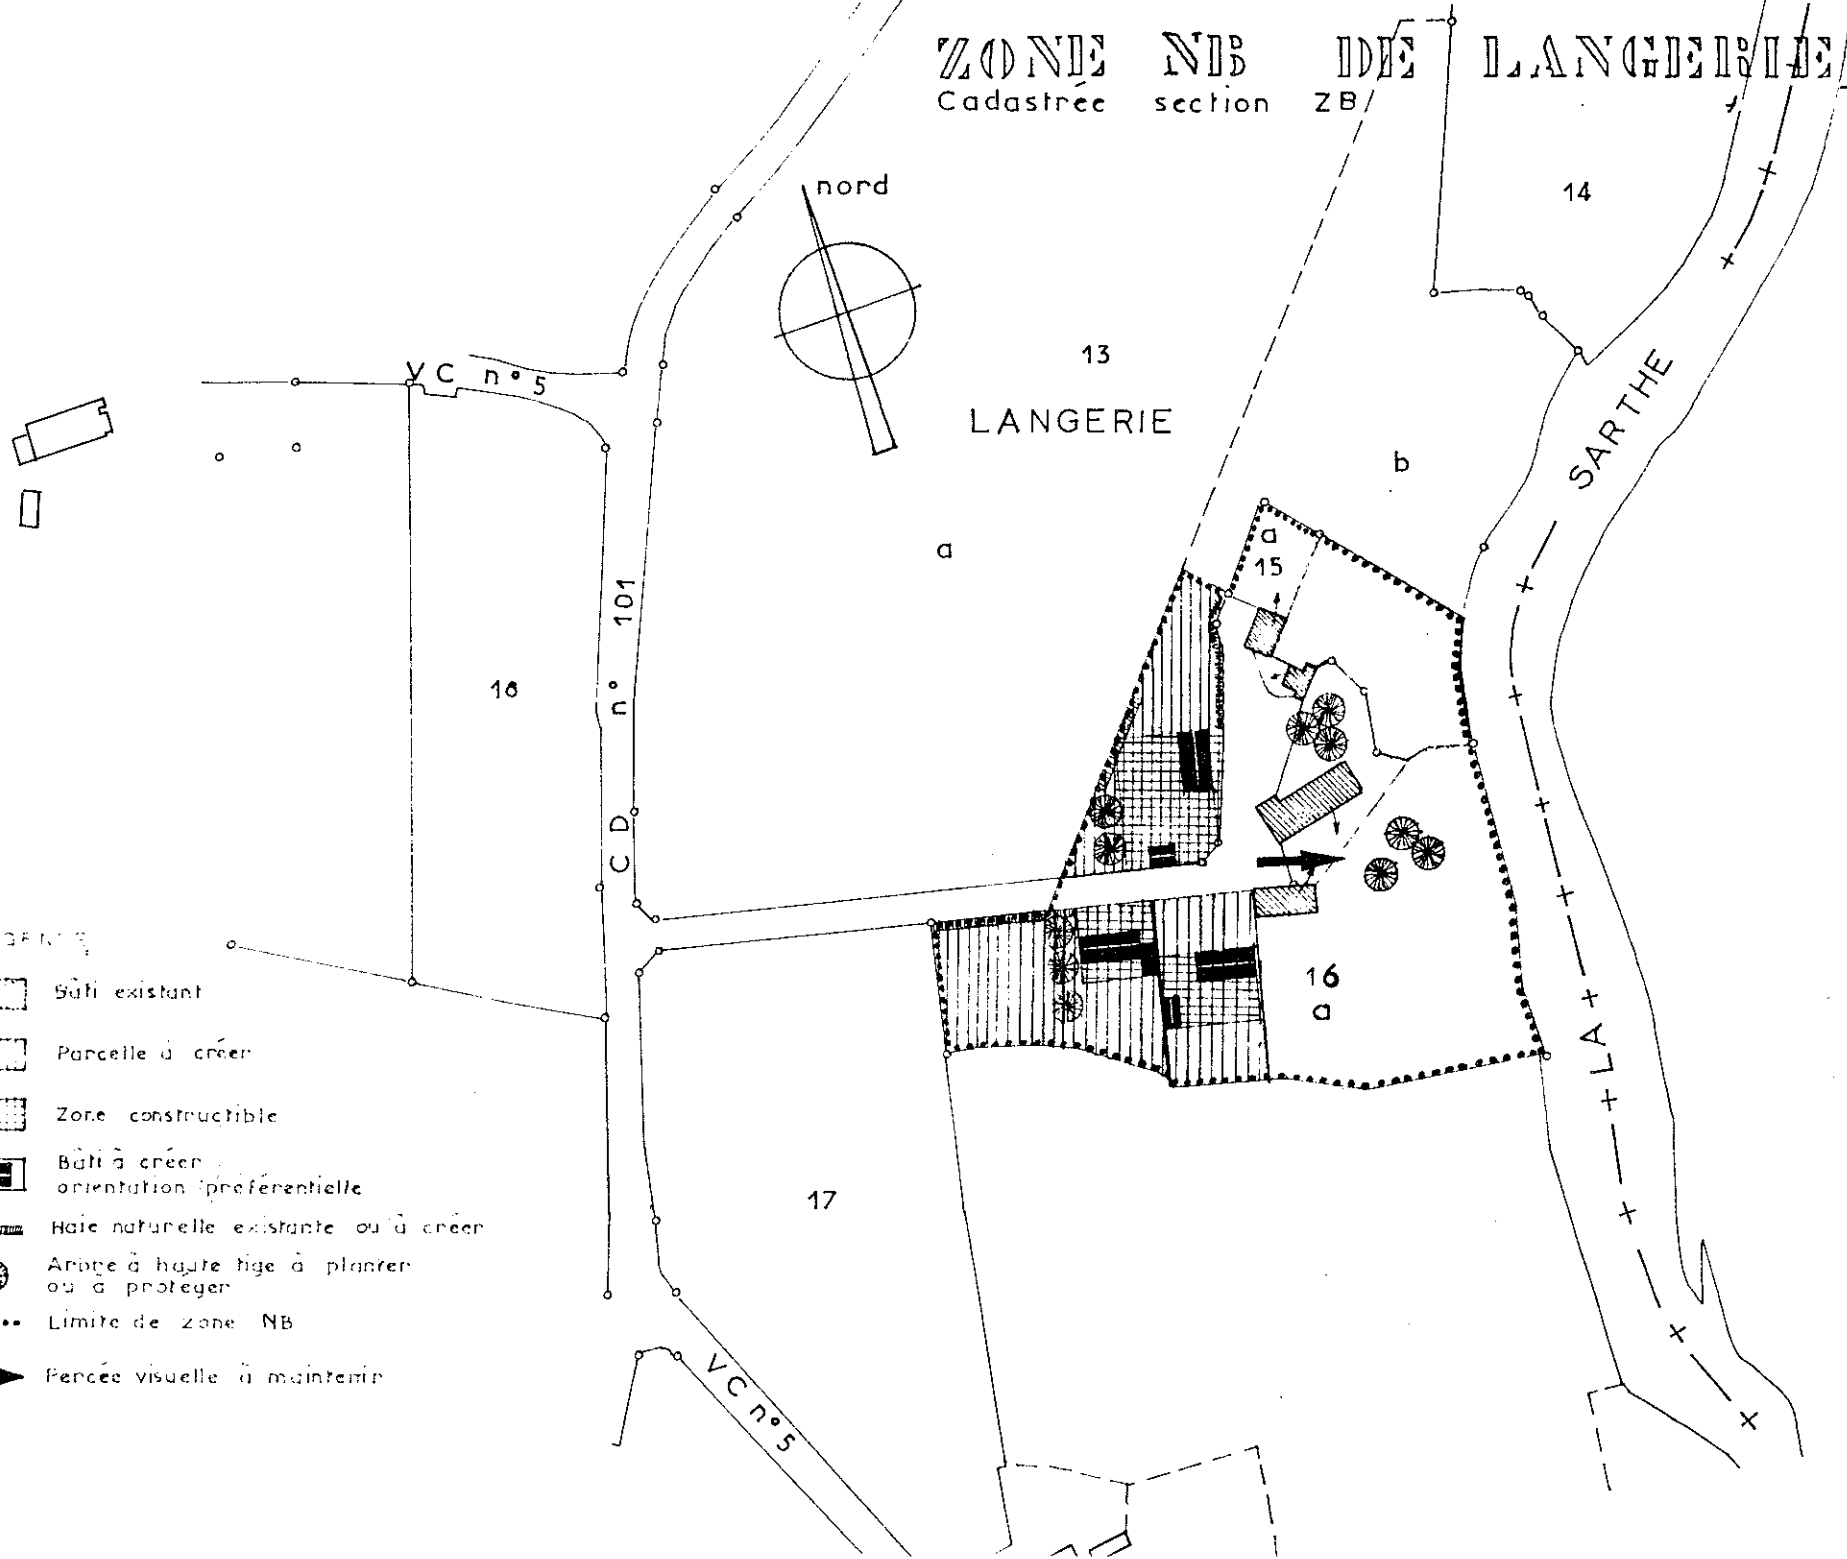 ZONE NB DE LANGERIE
Cadastrée section ZB
nord
14
13
LANGERIE
VC n° 5
SARTHE
b
a
a
15
CD n° 101
18
16
a
LA
17
VC n° 5
Bâti existant
Parcelle à créer
Zone constructible
Bâti à créer
orientation préférentielle
Haie naturelle existante ou à créer
Arbre à haute tige à planter
ou à protéger
Limite de zone NB
Percée visuelle à maintenir